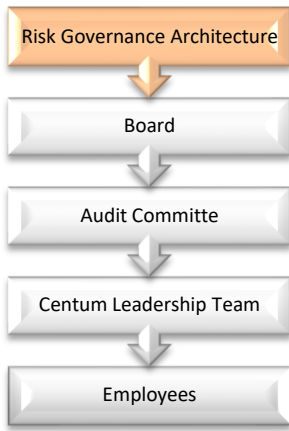 Risk Governance Architecture
Board
Audit Committe
Centum Leadership Team
Employees